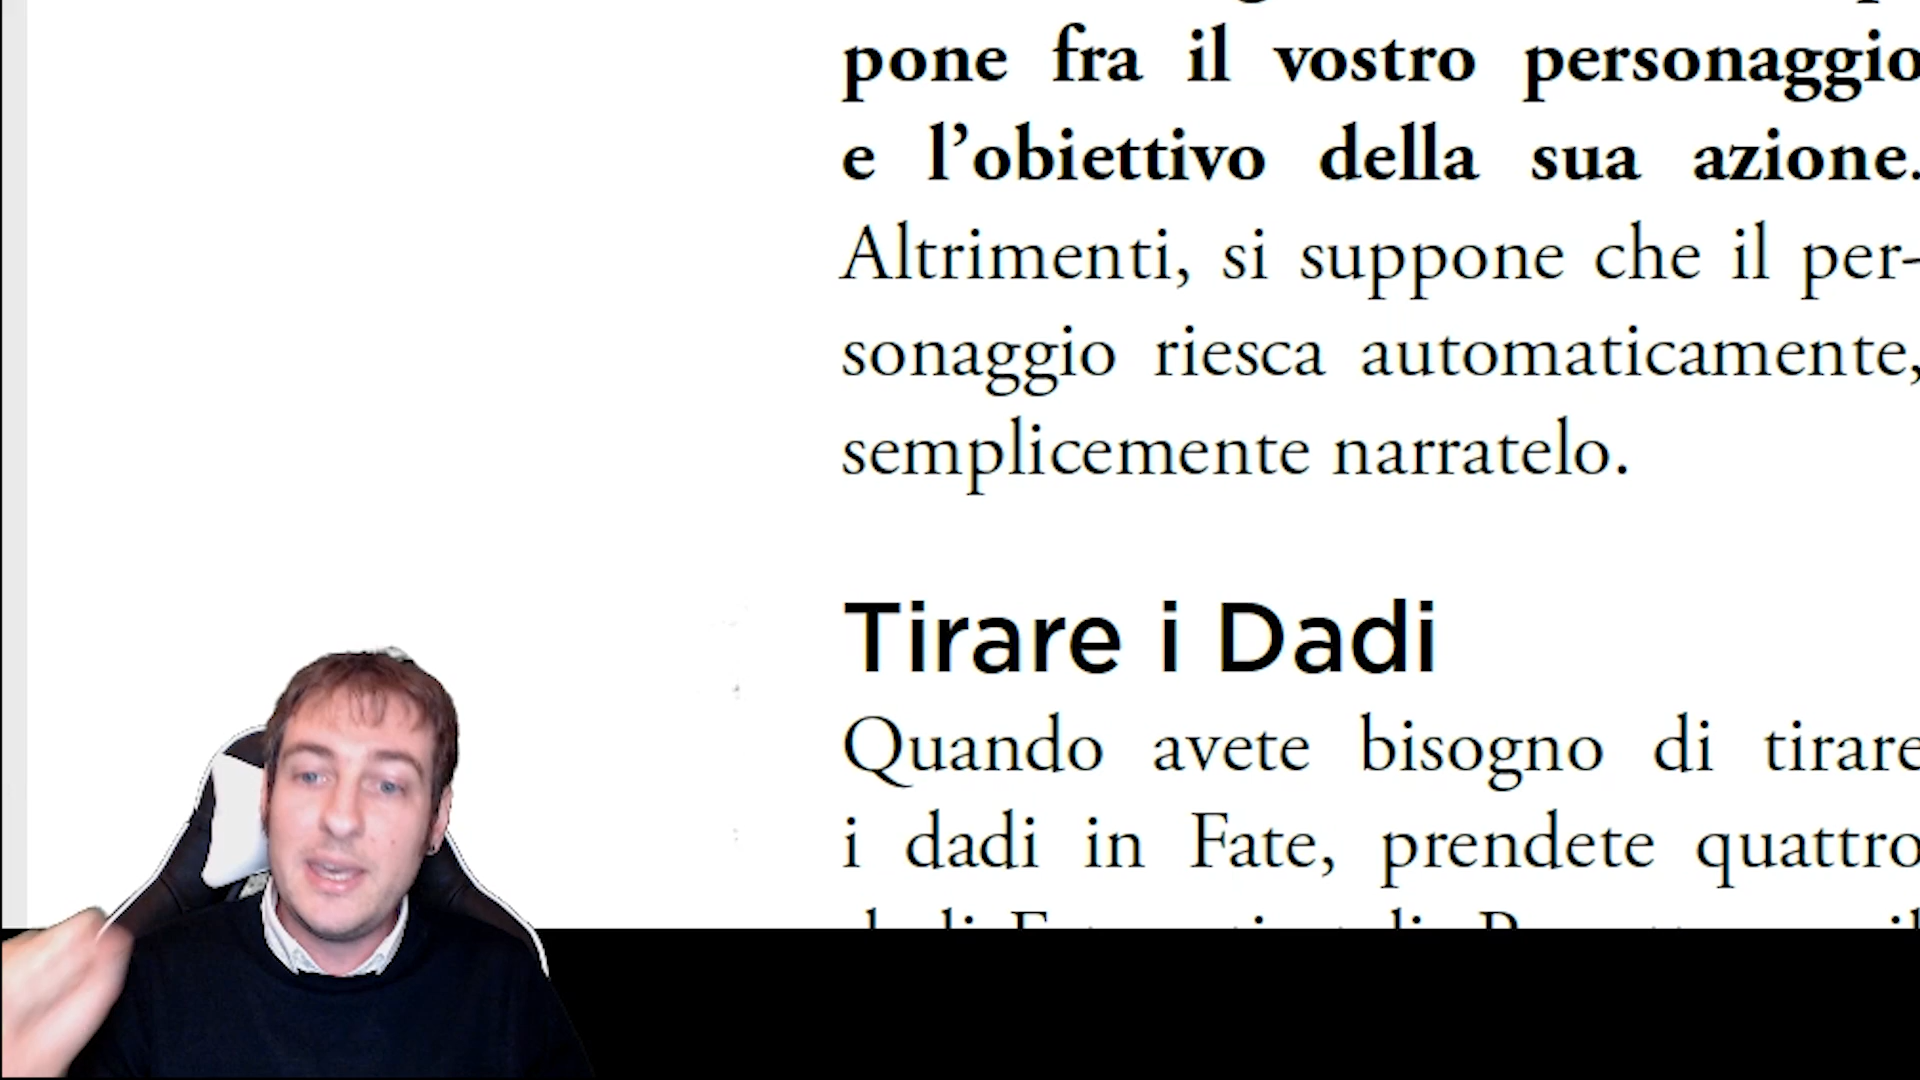 pone fra il vostro personaggio
e l’obiettivo della sua azione.
Altrimenti, si suppone che il per-
sonaggio riesca automaticamente,
semplicemente narratelo.
Tirare i Dadi
Quando avete bisogno di tirare
i dadi in Fate, prendete quattro